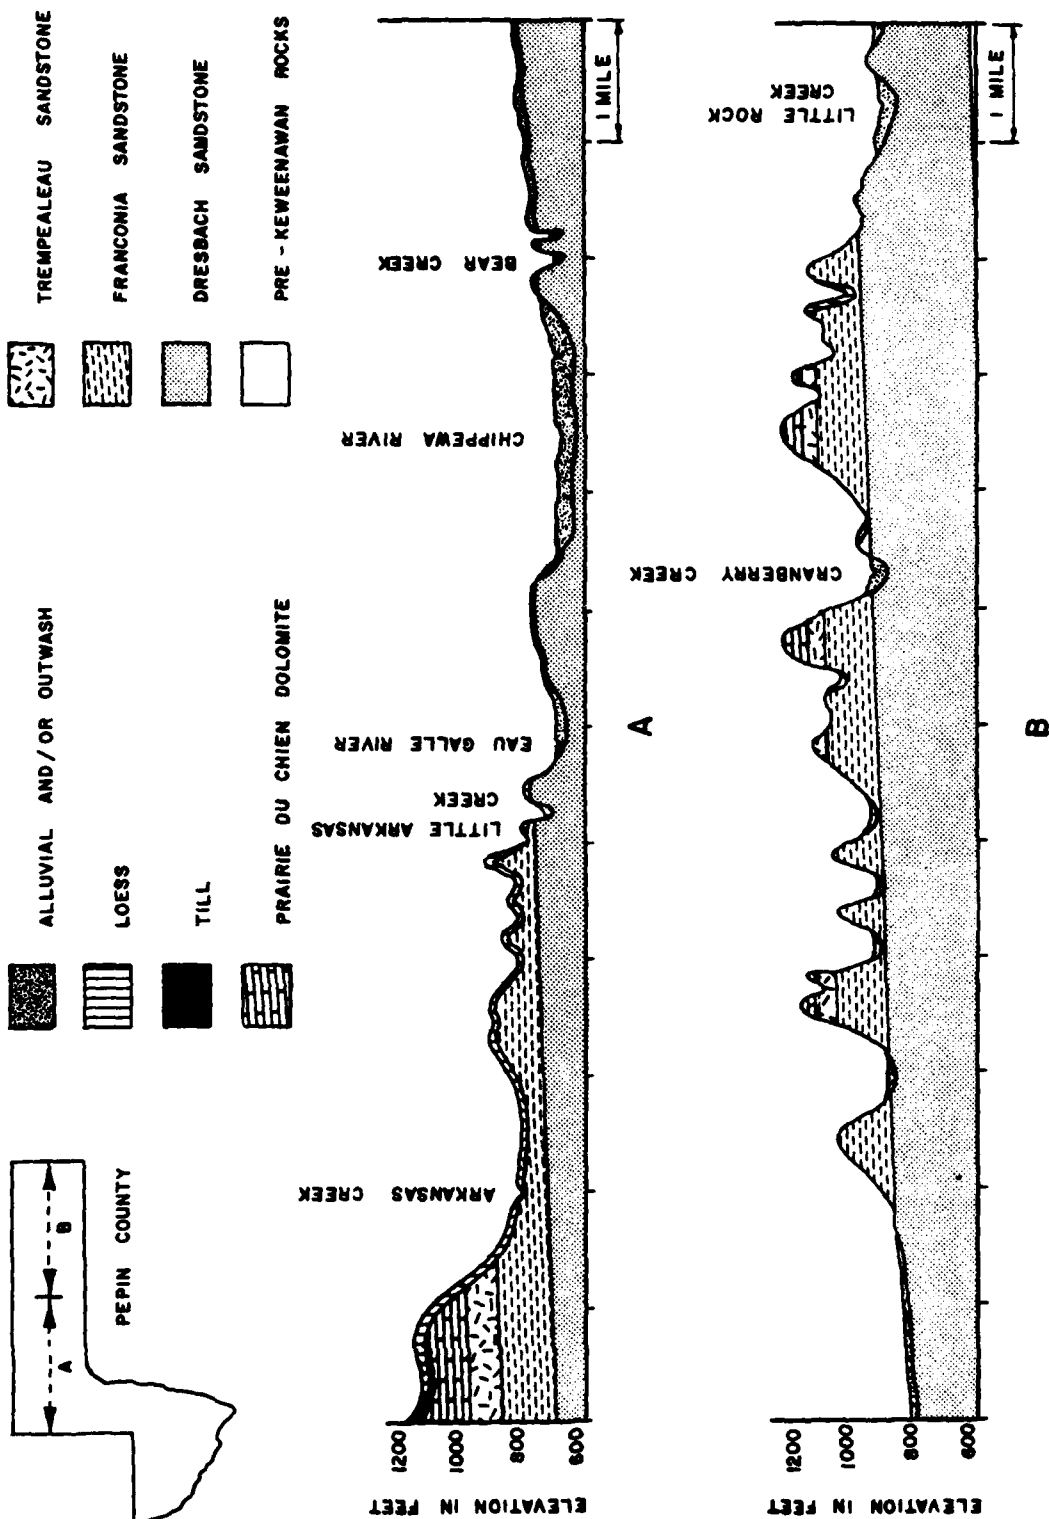 PEPIN COUNTY
A
B
ALLUVIAL AND/OR OUTWASH
LOESS
TILL
PRAIRIE DU CHIEN DOLOMITE
TREMPEALEAU SANDSTONE
FRANCONIA SANDSTONE
DRESBACH SANDSTONE
PRE-KEWEENAWAN ROCKS
ELEVATION IN FEET
1200
1000
800
600
ARKANSAS CREEK
LITTLE ARKANSAS
CREEK
EAU GALLE RIVER
CHIPPEWA RIVER
BEAR CREEK
1 MILE
A
ELEVATION IN FEET
1200
1000
800
600
CRANBERRY CREEK
LITTLE ROCK
CREEK
1 MILE
B